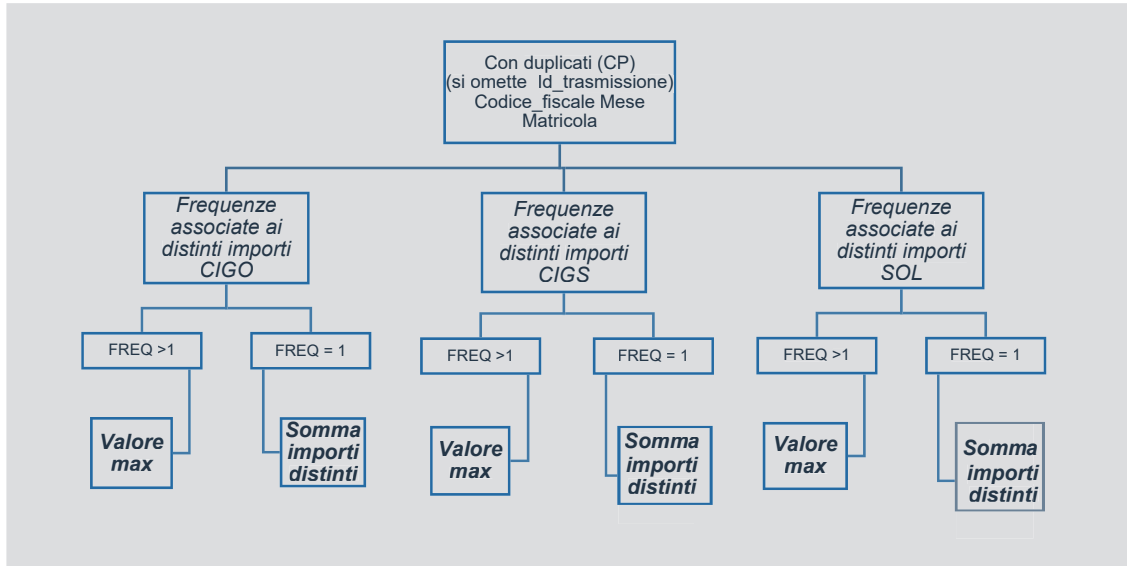 Con duplicati (CP)
(si omette Id_trasmissione)
Codice_fiscale Mese
Matricola
Frequenze
associate ai
distinti importi
CIGO
Frequenze
associate ai
distinti importi
CIGS
Frequenze
associate ai
distinti importi
SOL
FREQ >1
FREQ = 1
FREQ >1
FREQ = 1
FREQ >1
FREQ = 1
Valore
max
Somma
importi
distinti
Valore
max
Somma
importi
distinti
Valore
max
Somma
importi
distinti